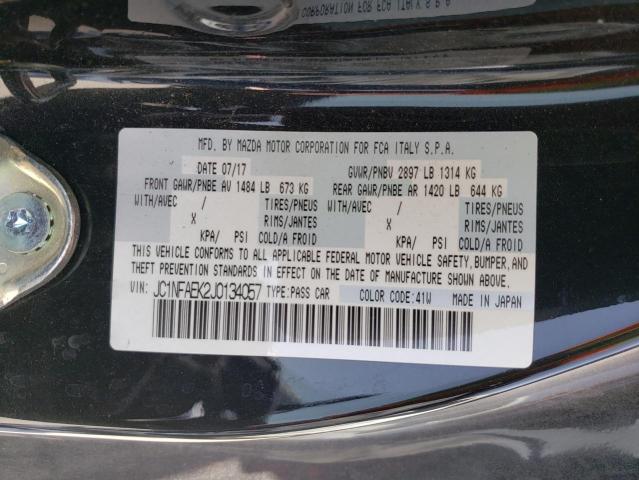 CORPORATION FOR FCA ITALY S.P.A.
MFD. BY MAZDA MOTOR CORPORATION FOR FCA ITALY S.P.A.
DATE 07/17 GVWR/PNBV 2897 LB 1314 KG
FRONT GAWR/PNBE AV 1484 LB 673 KG REAR GAWR/PNBE AR 1420 LB 644 KG
WITH/AVEC / TIRES/PNEUS WITH/AVEC / TIRES/PNEUS
X RIMS/JANTES X RIMS/JANTES
KPA/ PSI COLD/A FROID KPA/ PSI COLD/A FROID
THIS VEHICLE CONFORMS TO ALL APPLICABLE FEDERAL MOTOR VEHICLE SAFETY, BUMPER, AND
THEFT PREVENTION STANDARDS IN EFFECT ON THE DATE OF MANUFACTURE SHOWN ABOVE.
VIN: JC1NFAEK2J0134057 TYPE:PASS CAR COLOR CODE:41W MADE IN JAPAN